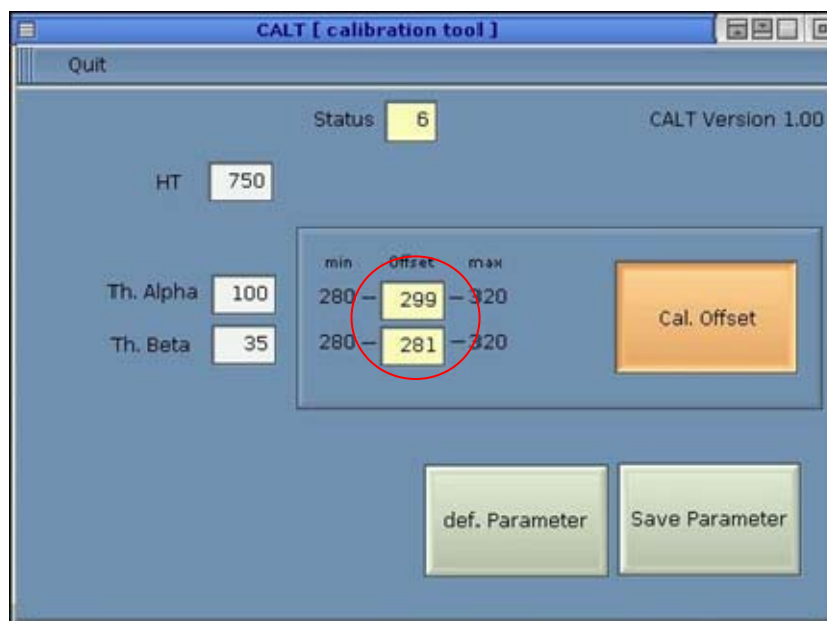 CALT [ calibration tool ]
Quit
Status 6 CALT Version 1.00
HT 750
min Offset max
Th. Alpha 100 280 – 299 – 320
Th. Beta 35 280 – 281 – 320
Cal. Offset
def. Parameter Save Parameter